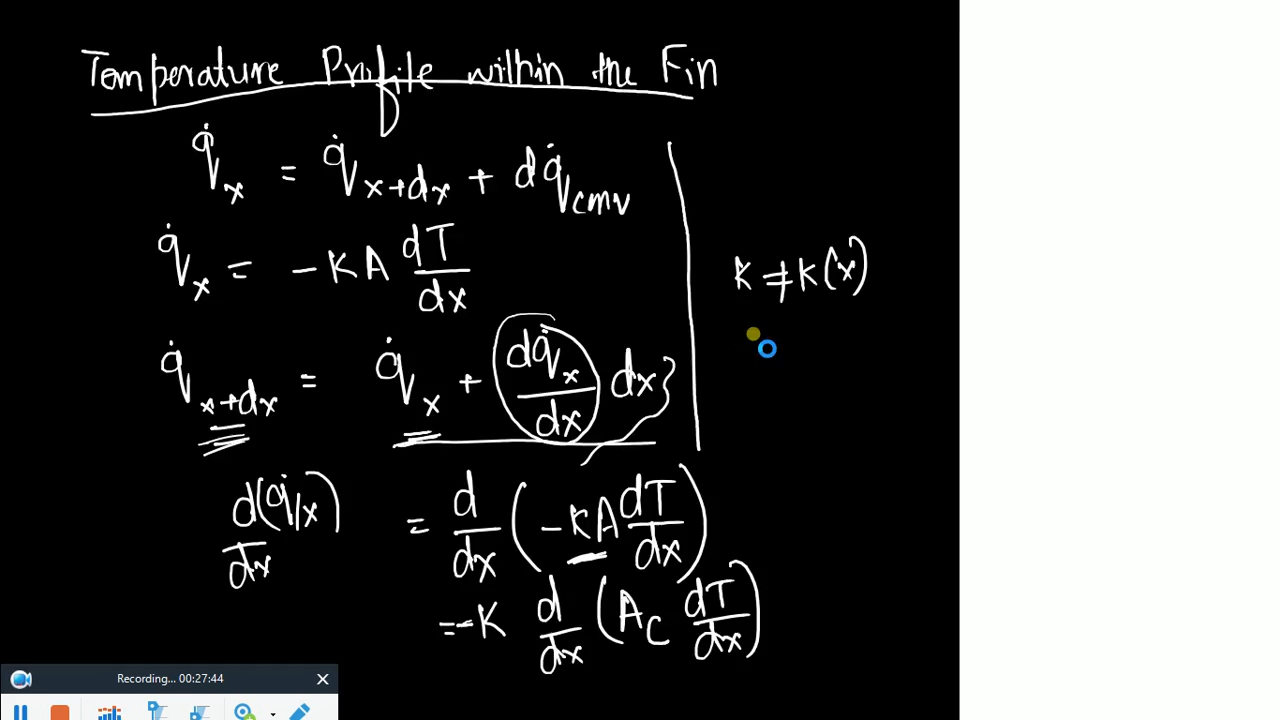 Temperature Profile within the Fin
q̇x = q̇x+dx + dq̇conv
q̇x = -KA dT/dx
K ≠ K(x)
q̇x+dx = q̇x + dq̇x/dx dx
d(q̇x)/dx = d/dx (-KA dT/dx)
= -K d/dx (Ac dT/dx)
Recording... 00:27:44